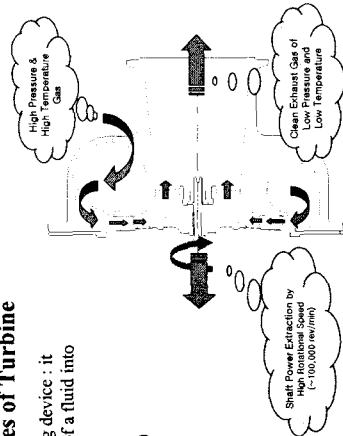 es of Turbine
g device : it
of a fluid into
High Pressure &
High Temperature
Gas
Clean Exhaust Gas of
Low Pressure and
Low Temperature
Shaft Power Extraction by
High Rotational Speed
(~100,000 rev/min)